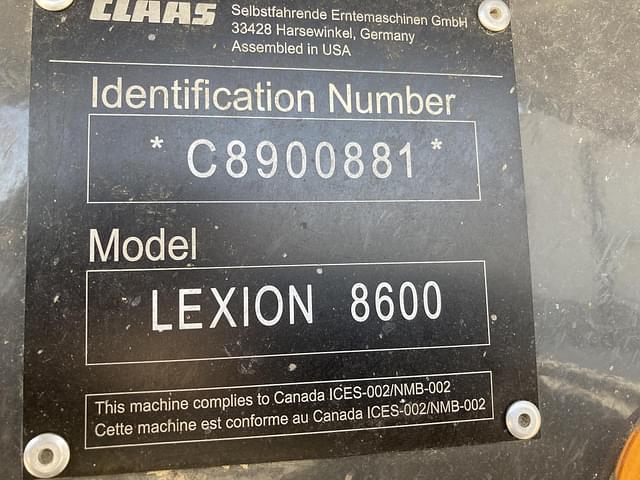 CLAAS
Selbstfahrende Erntemaschinen GmbH
33428 Harsewinkel, Germany
Assembled in USA
Identification Number
* C8900881 *
Model
LEXION 8600
This machine complies to Canada ICES-002/NMB-002
Cette machine est conforme au Canada ICES-002/NMB-002